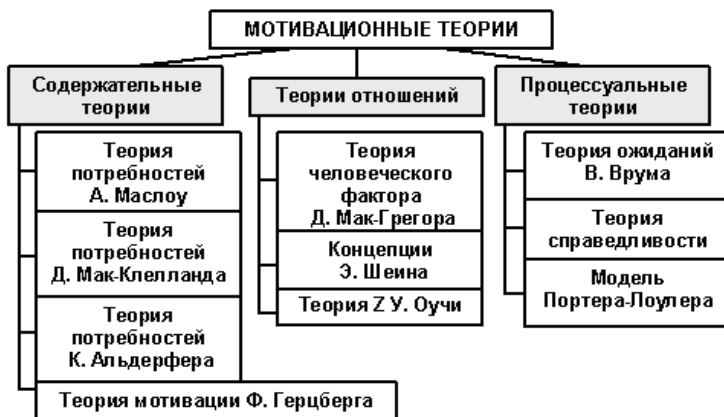 МОТИВАЦИОННЫЕ ТЕОРИИ
Содержательные
теории
Теория
потребностей
А. Маслоу
Теория
потребностей
Д. Мак-Клелланда
Теория
потребностей
К. Альдерфера
Теория мотивации Ф. Герцберга
Теории отношений
Теория
человеческого
фактора
Д. Мак-Грегора
Концепции
Э. Шеина
Теория Z У. Оучи
Процессуальные
теории
Теория ожиданий
В. Врума
Теория
справедливости
Модель
Портера-Лоулера